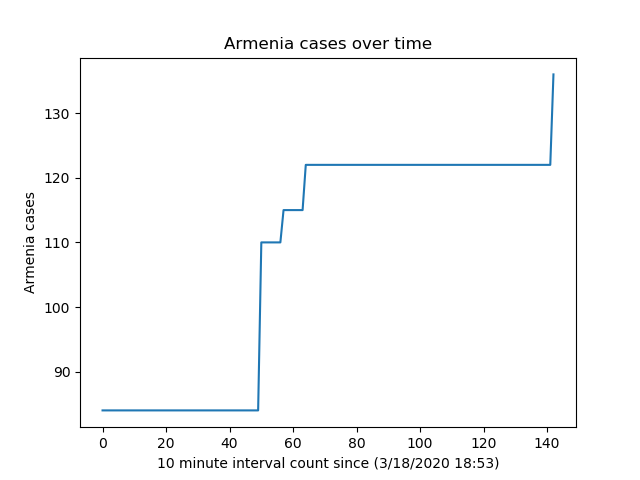 Armenia cases over time
130
120
110
100
90
Armenia cases
0 20 40 60 80 100 120 140
10 minute interval count since (3/18/2020 18:53)